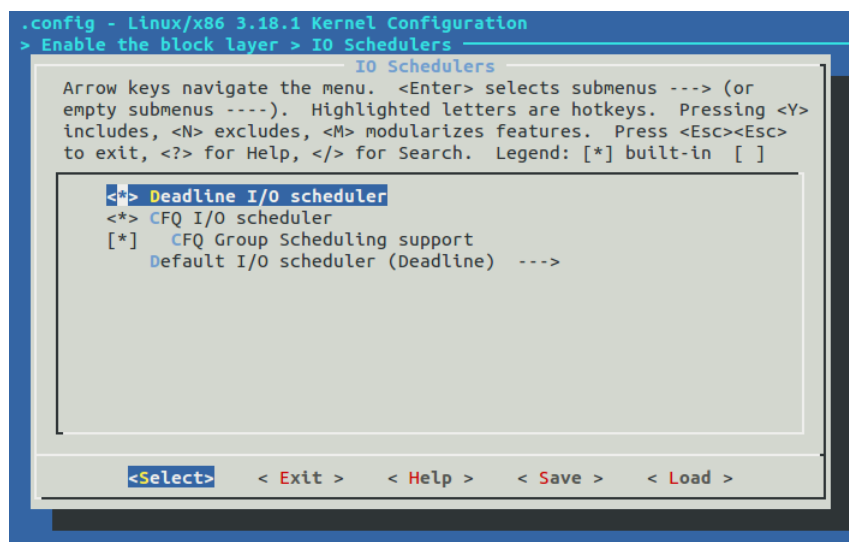 .config - Linux/x86 3.18.1 Kernel Configuration
> Enable the block layer > IO Schedulers
IO Schedulers
Arrow keys navigate the menu.  <Enter> selects submenus ---> (or
empty submenus ----).  Highlighted letters are hotkeys.  Pressing <Y>
includes, <N> excludes, <M> modularizes features.  Press <Esc><Esc>
to exit, <?> for Help, </> for Search.  Legend: [*] built-in  [ ]
<*> Deadline I/O scheduler
<*> CFQ I/O scheduler
[*]   CFQ Group Scheduling support
Default I/O scheduler (Deadline)  --->
<Select>    < Exit >    < Help >    < Save >    < Load >